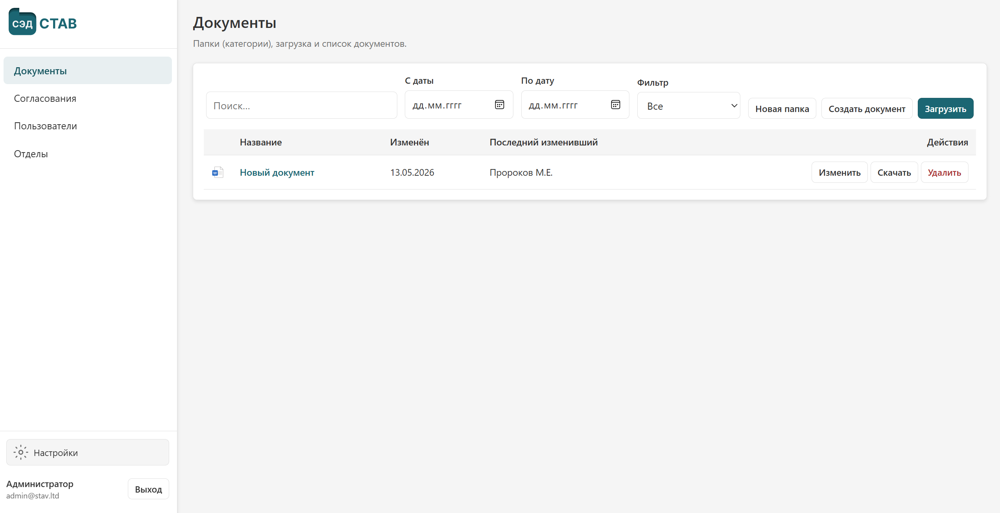 СЭД СТАВ
Документы
Согласования
Пользователи
Отделы
Настройки
Администратор
admin@stav.ltd
Выход
Документы
Папки (категории), загрузка и список документов.
Поиск...
С даты
дд.мм.гггг
По дату
дд.мм.гггг
Фильтр
Все
Новая папка
Создать документ
Загрузить
Название Изменён Последний изменивший Действия
W Новый документ 13.05.2026 Пророков М.Е. Изменить Скачать Удалить